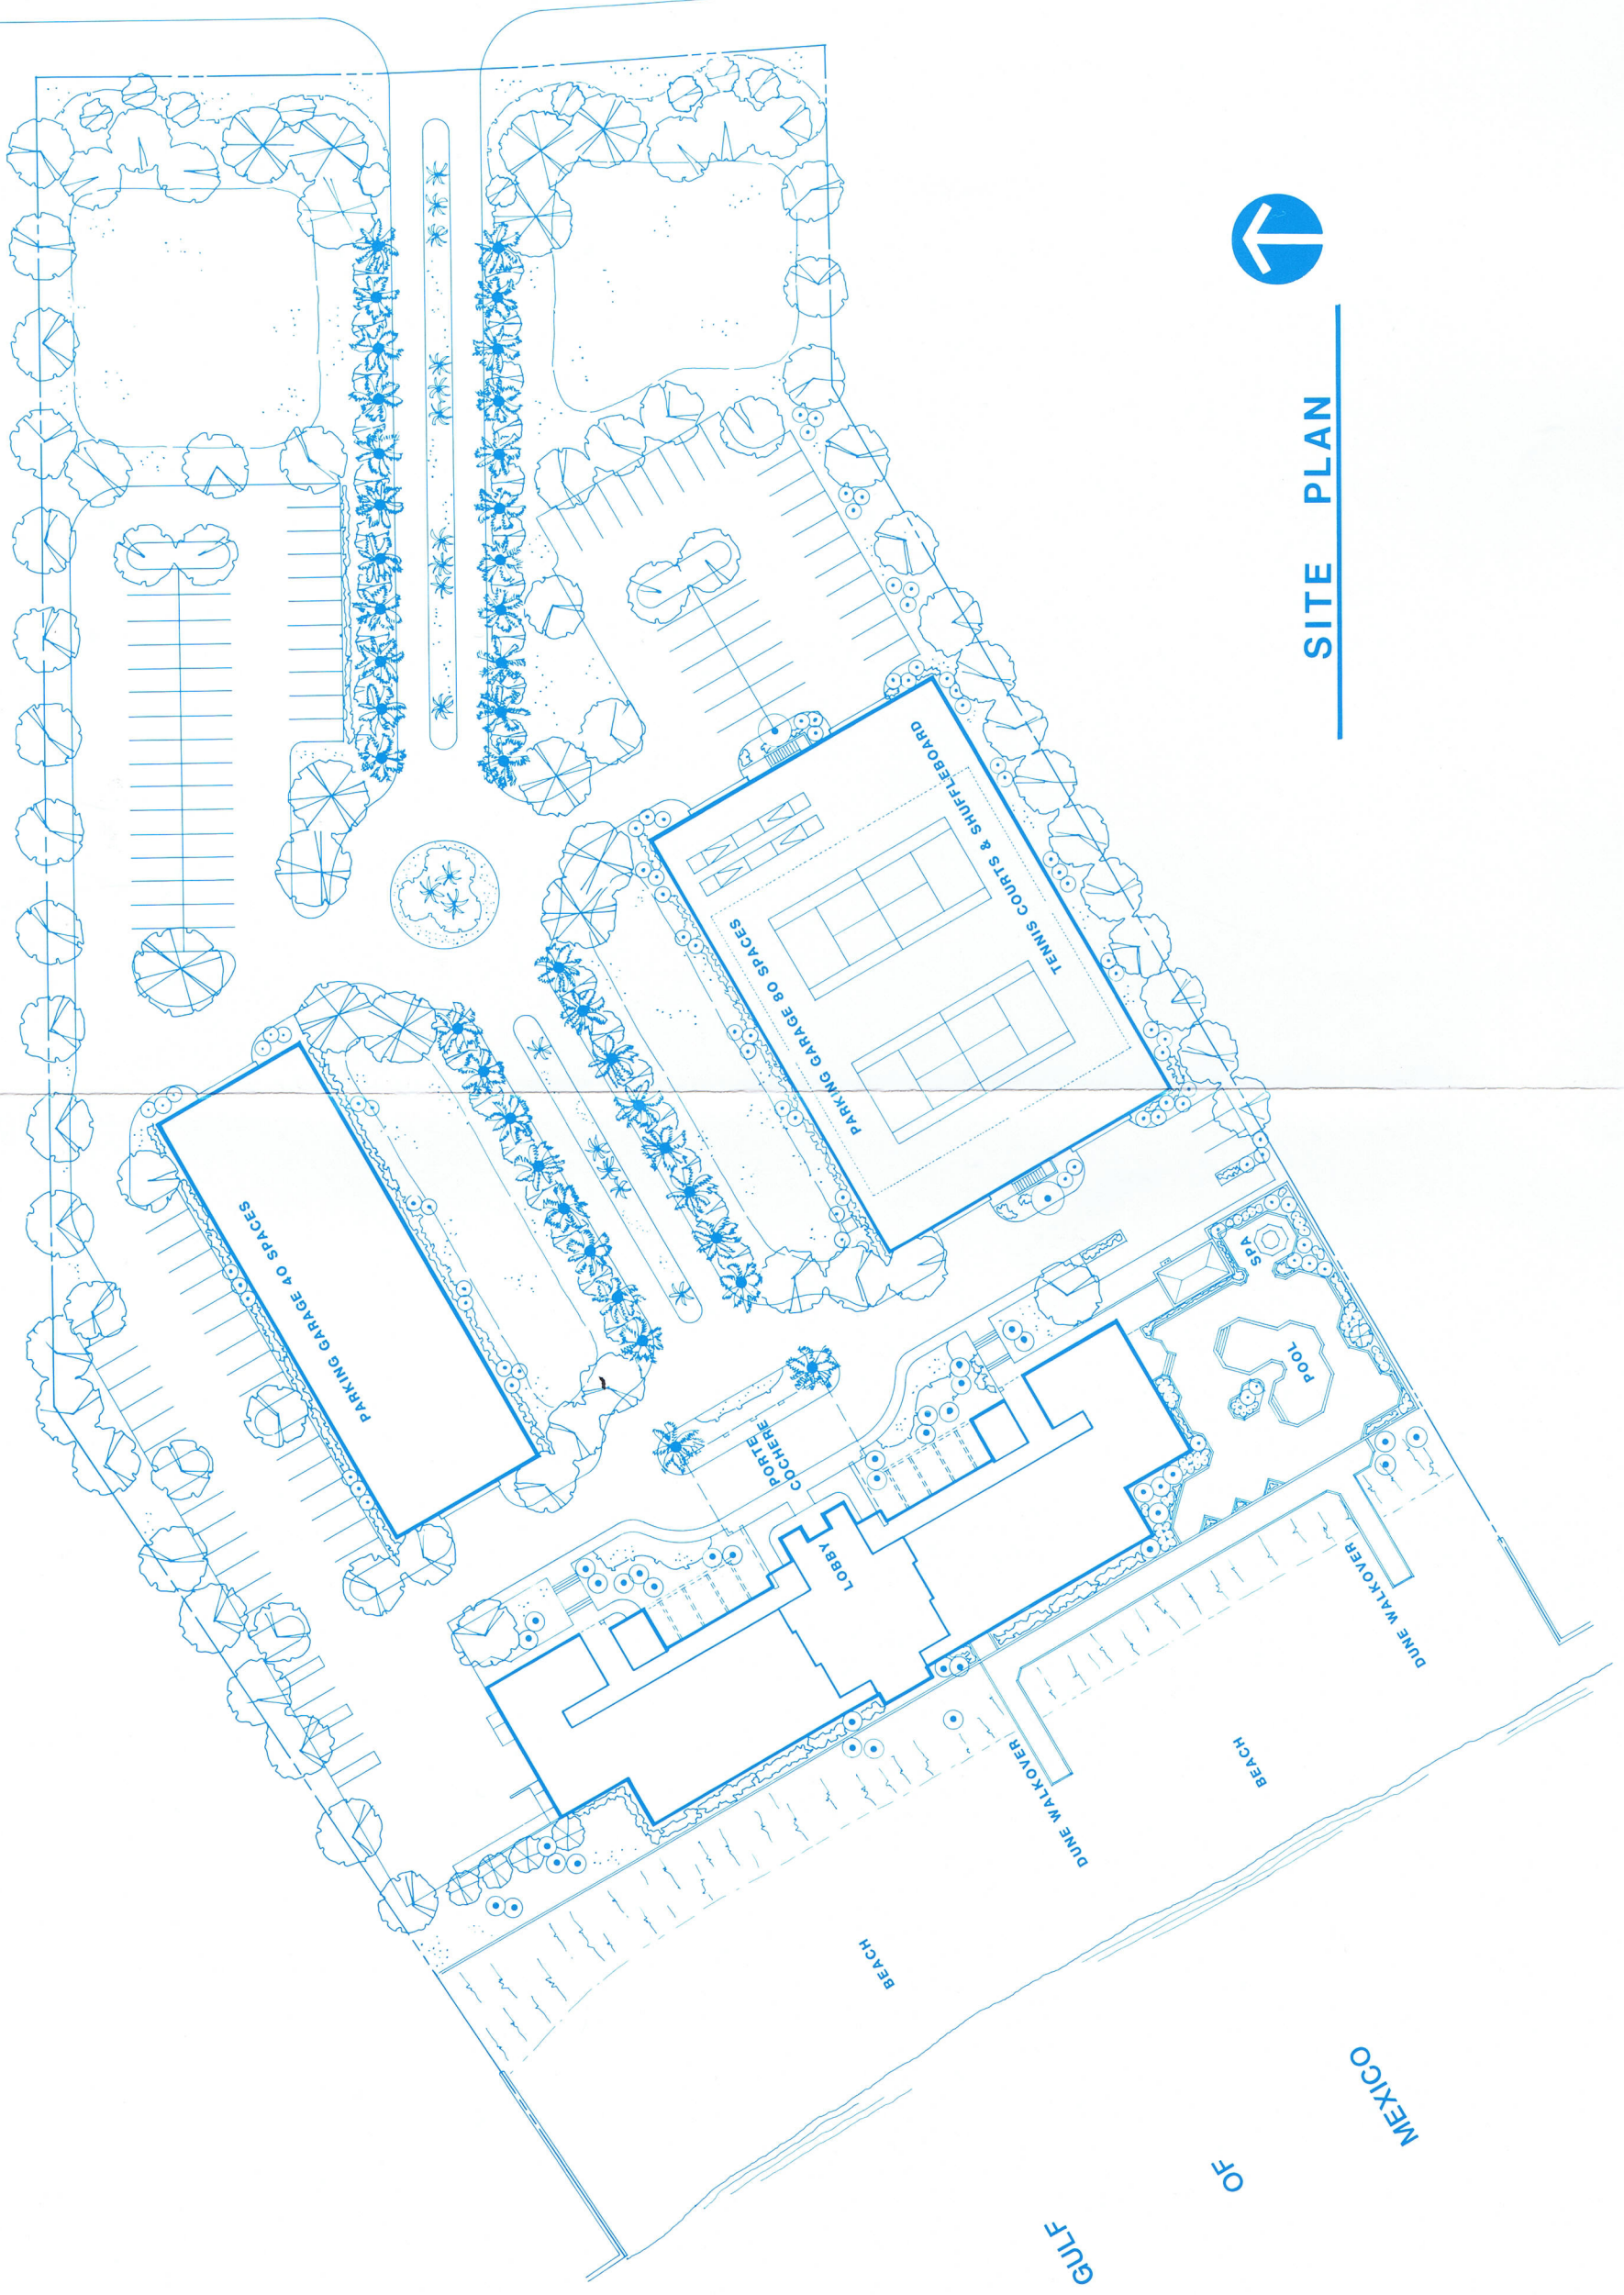 SITE PLAN
TENNIS COURTS & SHUFFLEBOARD
PARKING GARAGE 80 SPACES
PARKING GARAGE 40 SPACES
SPA
POOL
PORTE
COCHERE
LOBBY
DUNE WALKOVER
DUNE WALKOVER
BEACH
BEACH
GULF OF MEXICO